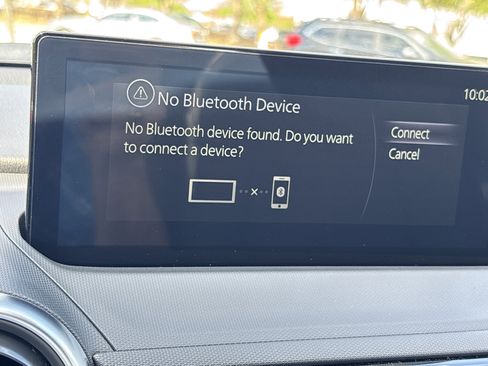 10:02
No Bluetooth Device
No Bluetooth device found. Do you want
to connect a device?
Connect
Cancel